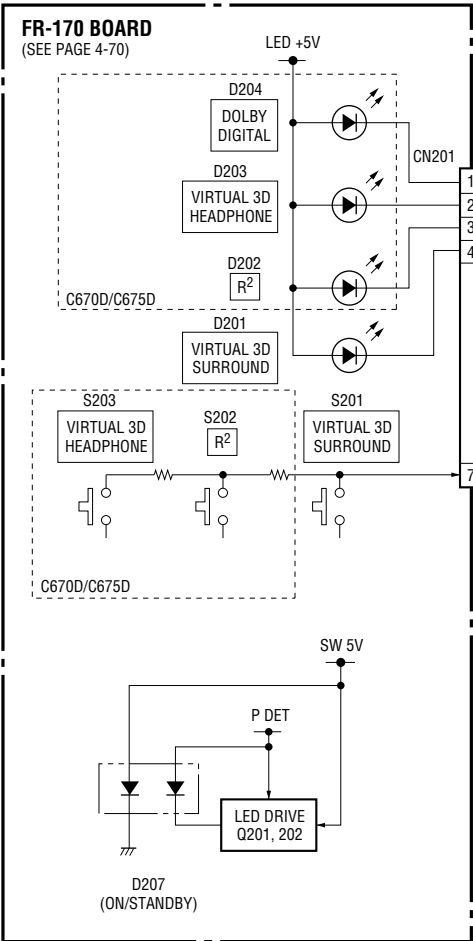 FR-170 BOARD
(SEE PAGE 4-70)
LED +5V
D204
DOLBY
DIGITAL
CN201
1
D203
VIRTUAL 3D
HEADPHONE
2
3
4
D202
R²
C670D/C675D
D201
VIRTUAL 3D
SURROUND
S203
VIRTUAL 3D
HEADPHONE
S202
R²
S201
VIRTUAL 3D
SURROUND
7
C670D/C675D
SW 5V
P DET
LED DRIVE
Q201, 202
D207
(ON/STANDBY)